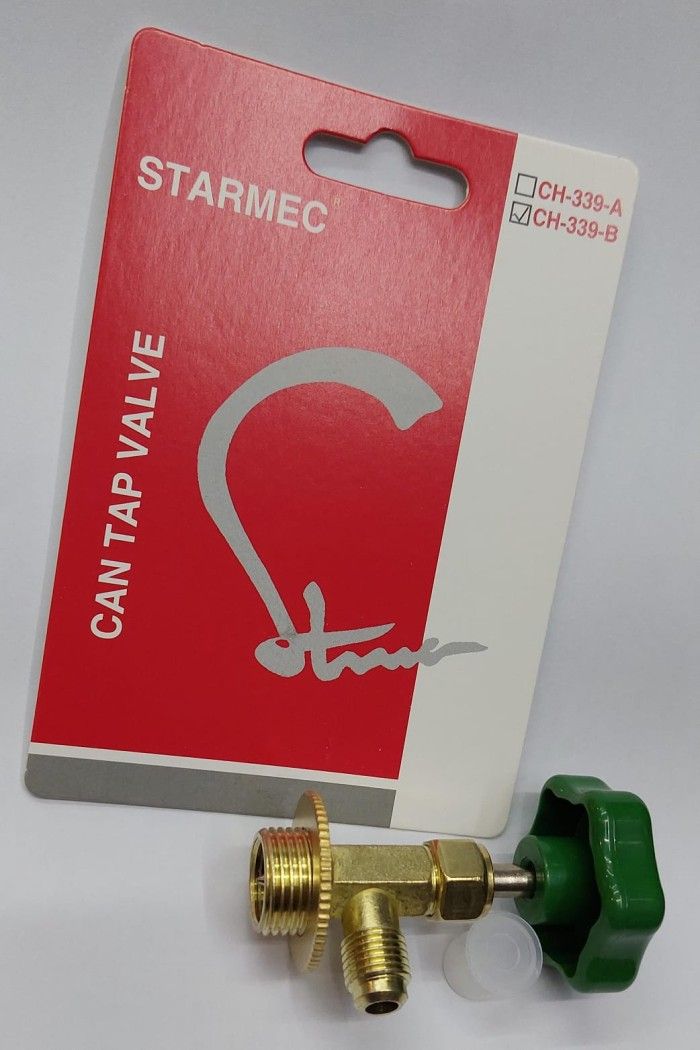 STARMEC
CH-339-A
CH-339-B
CAN TAP VALVE